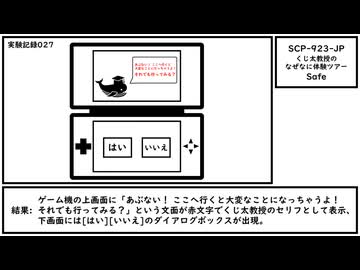 実験記録027
SCP-923-JP
くじ太教授の
なぜなに体験ツアー
Safe
あぶない! ここへ行くと
大変なことになっちゃうよ!
それでも行ってみる?
はい
いいえ
ゲーム機の上画面に「あぶない! ここへ行くと大変なことになっちゃうよ!
結果: それでも行ってみる?」という文面が赤文字でくじ太教授のセリフとして表示、
下画面には[はい][いいえ]のダイアログボックスが出現。